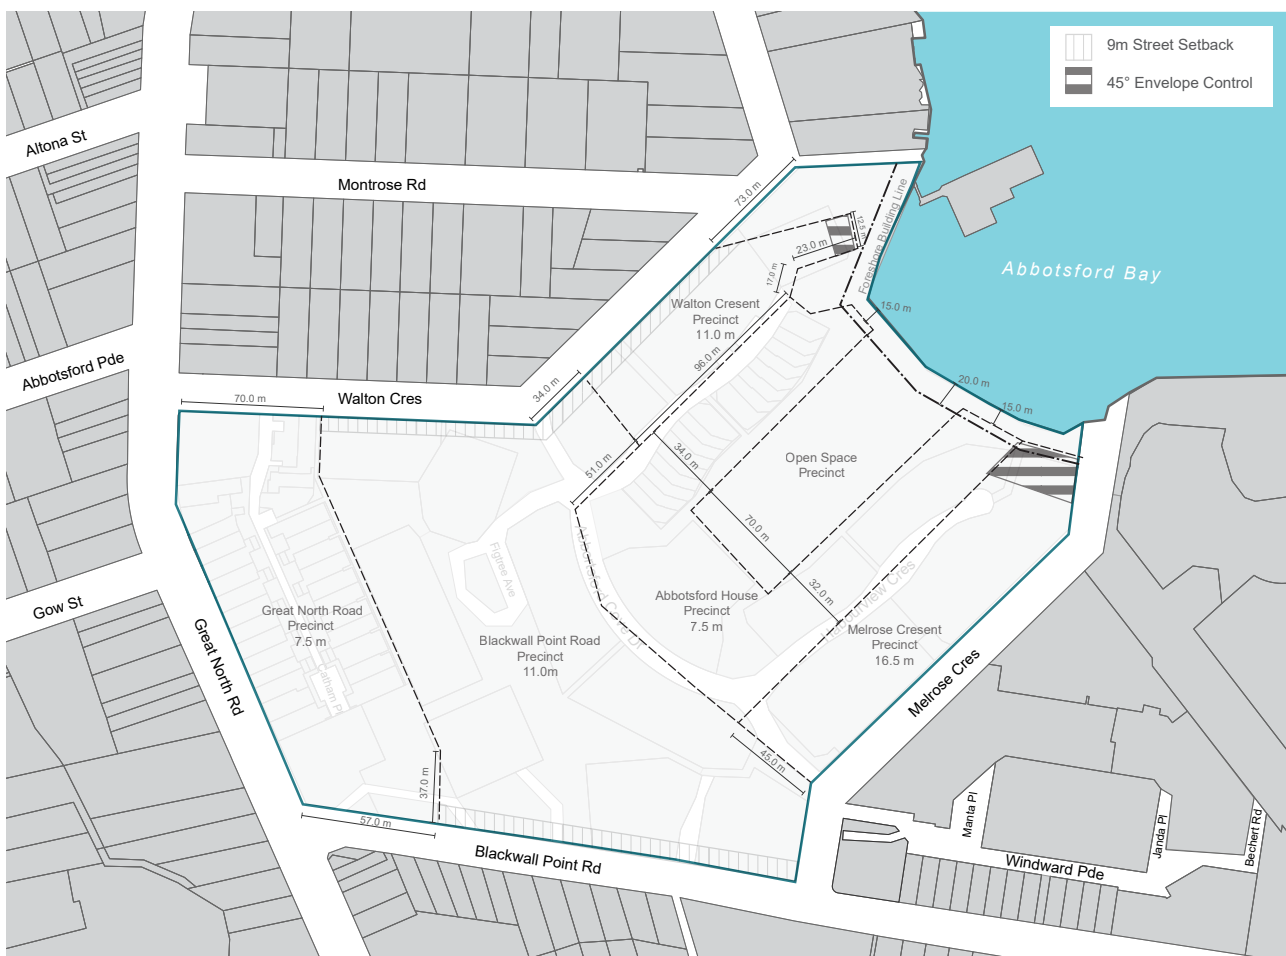 9m Street Setback
45° Envelope Control
Altona St
Montrose Rd
73.0 m
12.5 m
23.0 m
17.0 m
Foreshore Building Line
Abbotsford Bay
Walton Cresent
Precinct
11.0 m
15.0 m
96.0 m
Abbotsford Pde
34.0 m
20.0 m
15.0 m
70.0 m
Walton Cres
34.0 m
51.0 m
Open Space
Precinct
70.0 m
Figtree Ave
Abbortsford Cove Dr
32.0 m
Abbotsford House
Precinct
7.5 m
Gow St
Great North Road
Precinct
7.5 m
Blackwall Point Road
Precinct
11.0m
Melrose Cresent
Precinct
16.5 m
Great North Rd
Melrose Cres
45.0 m
37.0 m
57.0 m
Manta Pl
Janda Pl
Bechert Rd
Blackwall Point Rd
Windward Pde